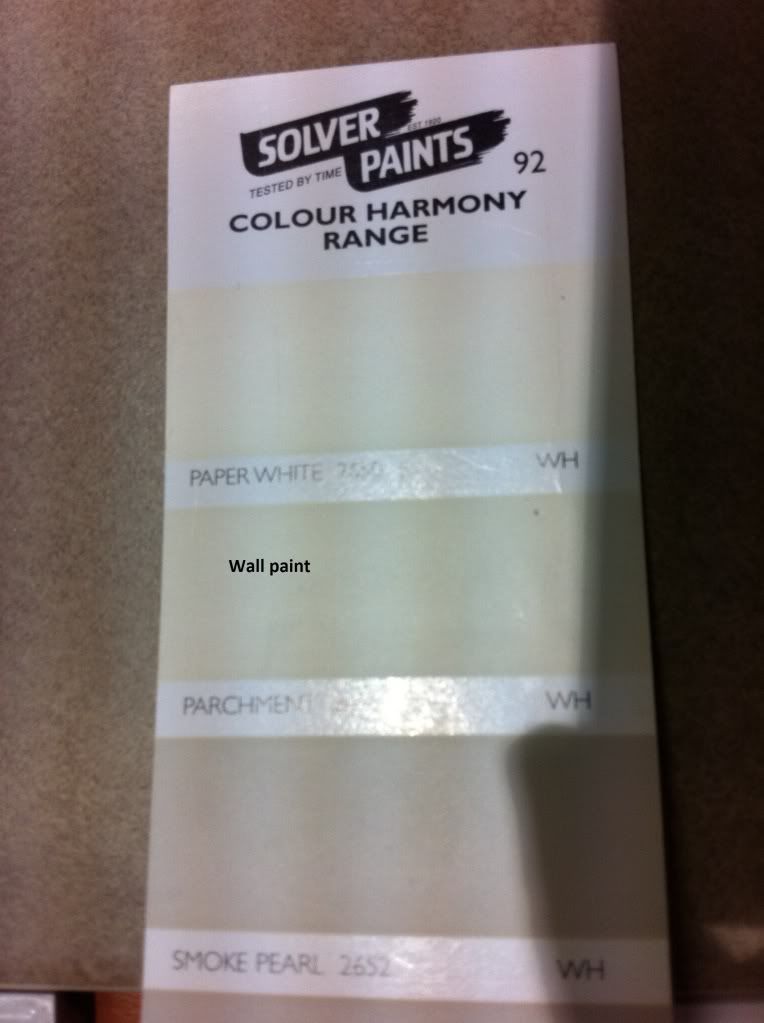 SOLVER
EST 1920
PAINTS
TESTED BY TIME
92
COLOUR HARMONY
RANGE
PAPER WHITE WH
Wall paint
PARCHMENT WH
SMOKE PEARL 2652 WH